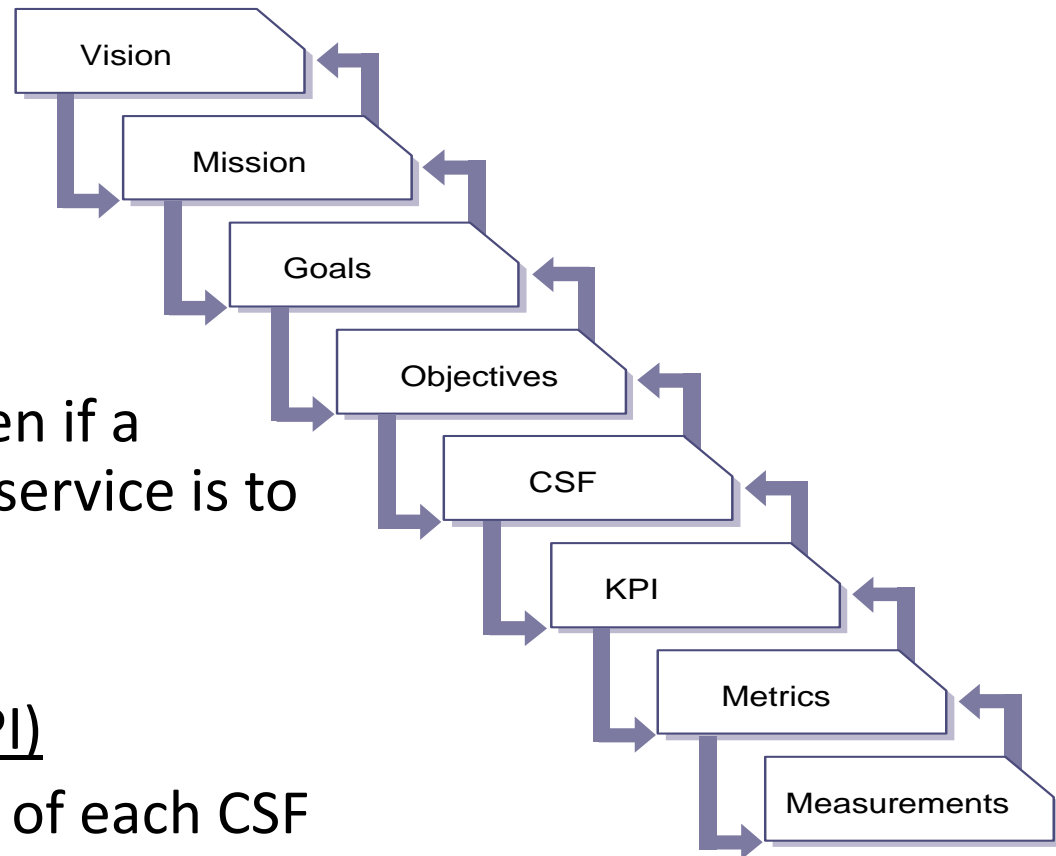 Vision
Mission
Goals
Objectives
en if a
CSF
service is to
KPI
Metrics
PI)
Measurements
of each CSF